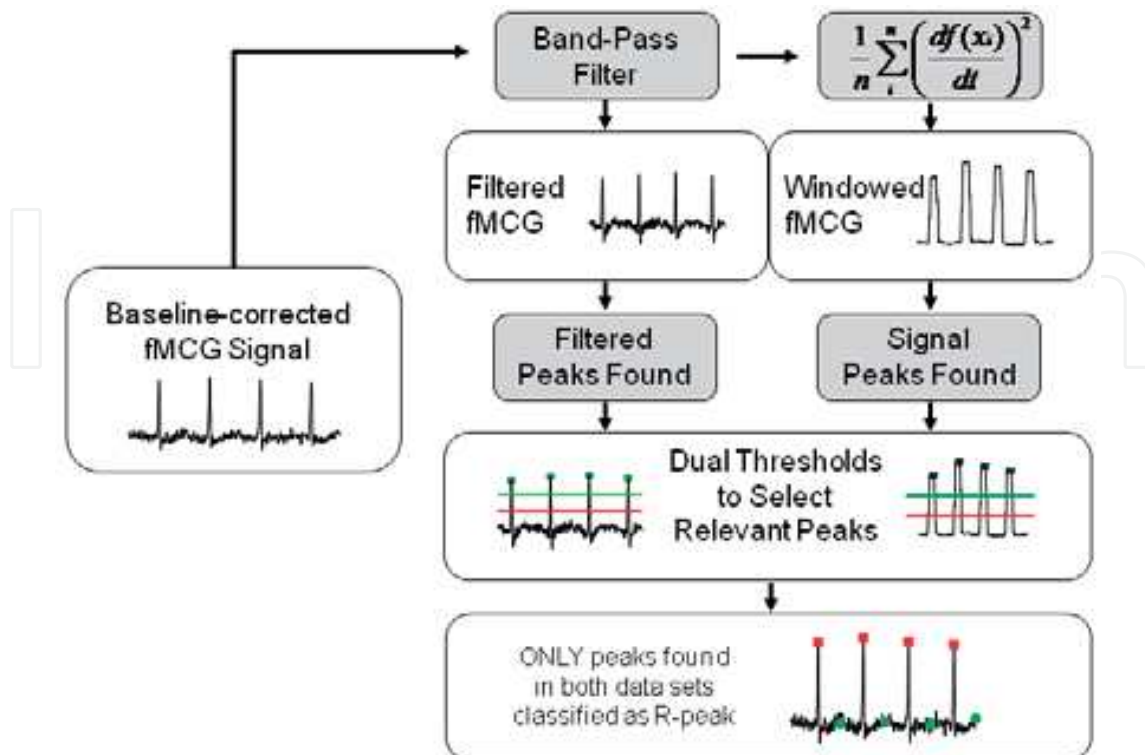 Band-Pass
Filter
1/n n∑i (df(xᵢ)/dt)²
Filtered
fMCG
Windowed
fMCG
Baseline-corrected
fMCG Signal
Filtered
Peaks Found
Signal
Peaks Found
Dual Thresholds
to Select
Relevant Peaks
ONLY peaks found
in both data sets
classified as R-peak